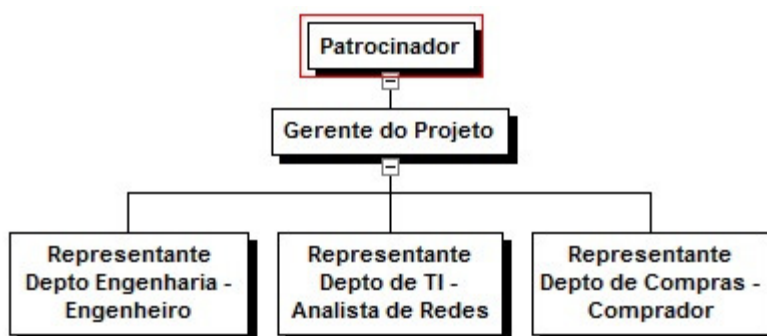 Patrocinador
Gerente do Projeto
Representante
Depto Engenharia -
Engenheiro
Representante
Depto de TI -
Analista de Redes
Representante
Depto de Compras -
Comprador